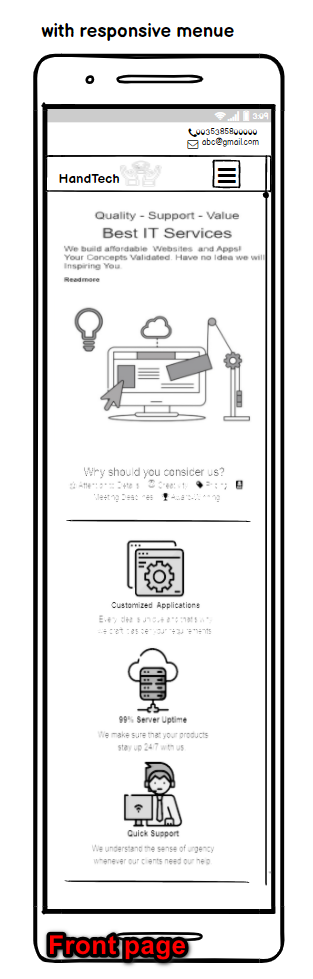 with responsive menue
3:09
0035385800000
abc@gmail.com
HandTech
Quality - Support - Value
Best IT Services
We build affordable Websites and Apps!
Your Concepts Validated. Have no Idea we will
Inspiring You.
Readmore
Why should you consider us?
Attention to Details Creativity Pricing
Meeting Deadlines Award-Winning
Customized Applications
Every idea is unique and that's why
we craft it as per your requirements
99% Server Uptime
We make sure that your products
stay up 24/7 with us.
Quick Support
We understand the sense of urgency
whenever our clients need our help.
Front page